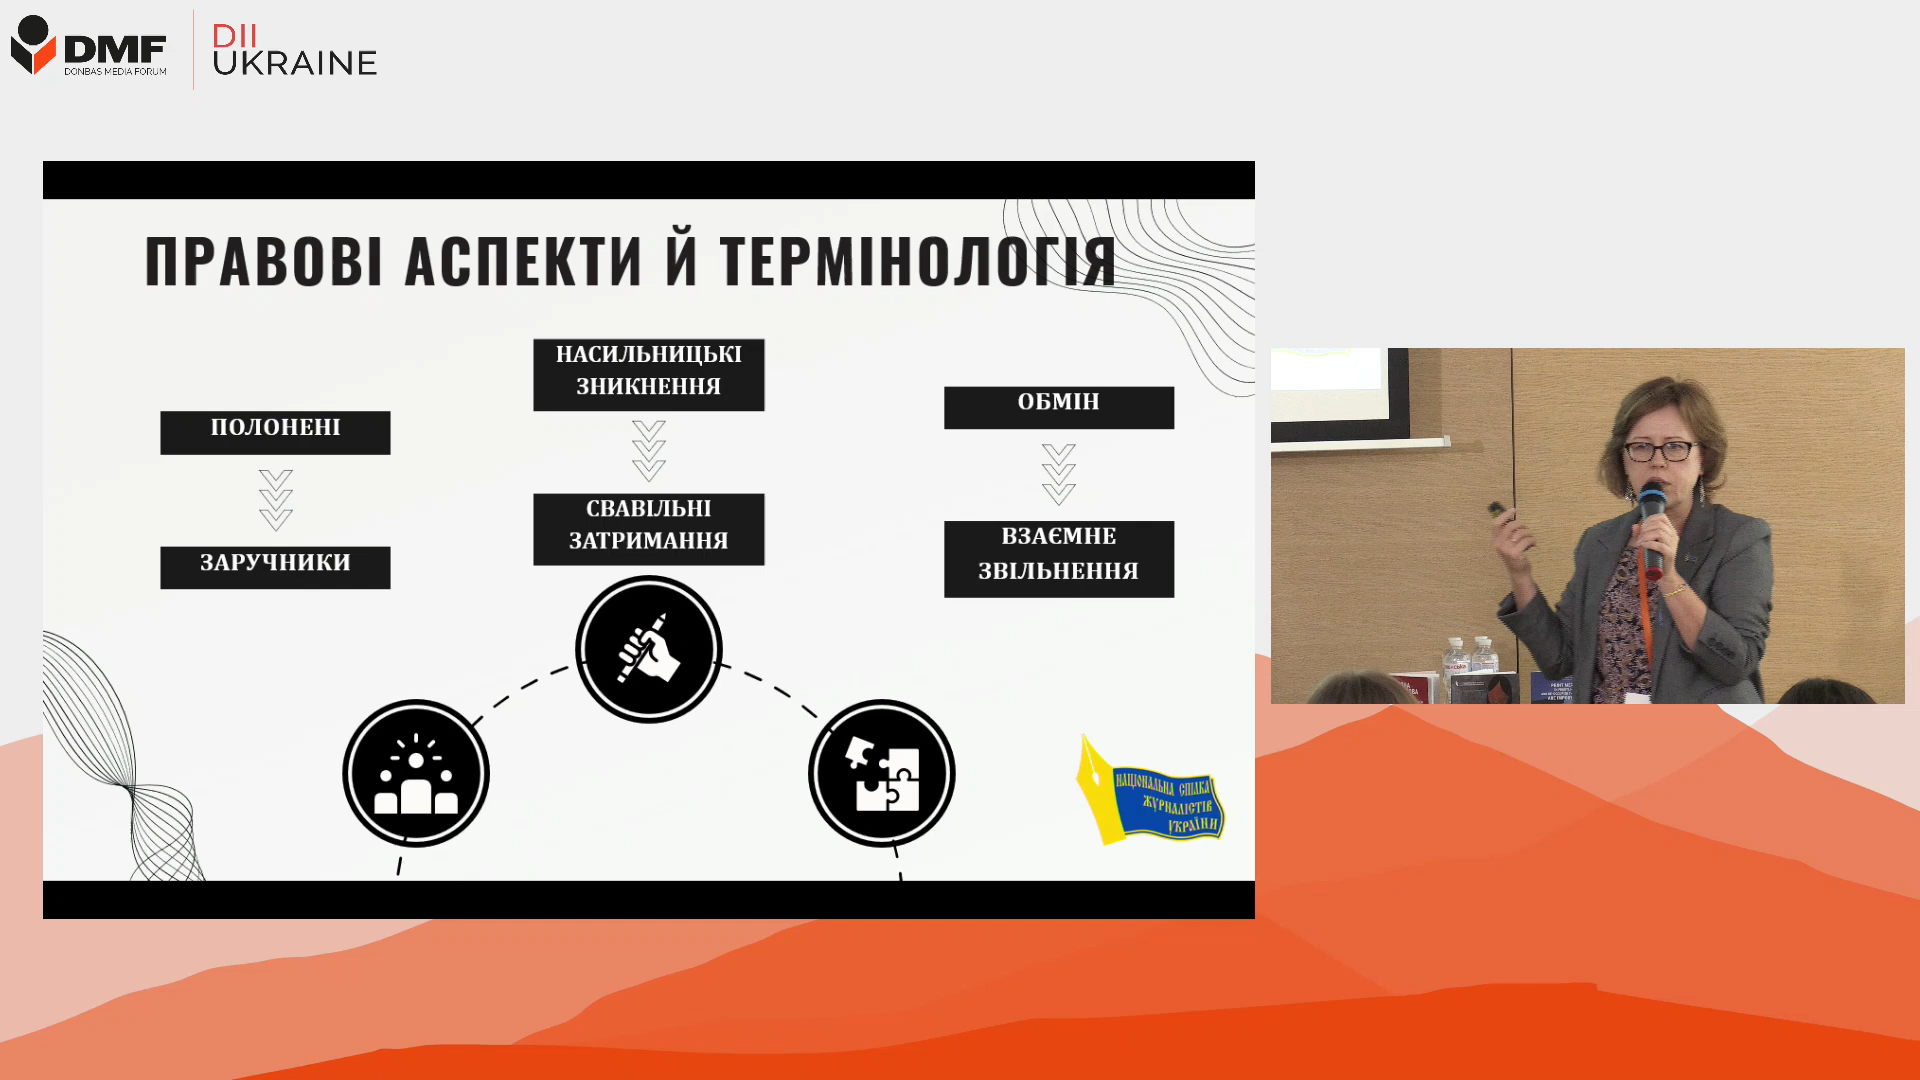 DMF
DONBAS MEDIA FORUM
DII
UKRAINE
ПРАВОВІ АСПЕКТИ Й ТЕРМІНОЛОГІЯ
ПОЛОНЕНІ
ЗАРУЧНИКИ
НАСИЛЬНИЦЬКІ
ЗНИКНЕННЯ
СВАВІЛЬНІ
ЗАТРИМАННЯ
ОБМІН
ВЗАЄМНЕ
ЗВІЛЬНЕННЯ
НАЦІОНАЛЬНА СПІЛКА
ЖУРНАЛІСТІВ
УКРАЇНИ